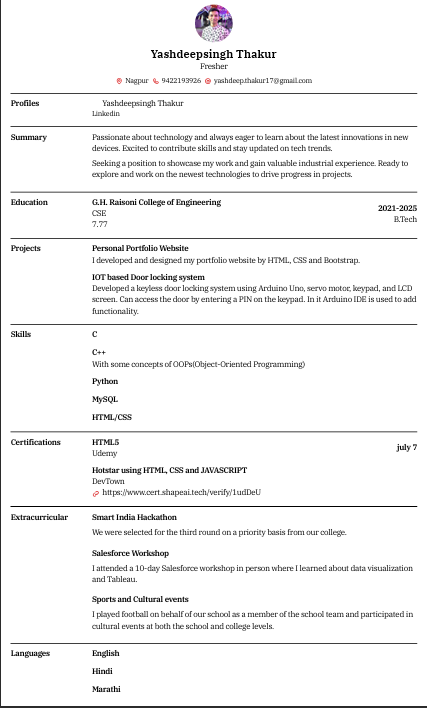 Yashdeepsingh Thakur
Fresher
Nagpur 9422193926 yashdeep.thakur17@gmail.com
Profiles
Yashdeepsingh Thakur
Linkedin
Summary
Passionate about technology and always eager to learn about the latest innovations in new
devices. Excited to contribute skills and stay updated on tech trends.
Seeking a position to showcase my work and gain valuable industrial experience. Ready to
explore and work on the newest technologies to drive progress in projects.
Education
G.H. Raisoni College of Engineering
CSE
7.77
2021-2025
B.Tech
Projects
Personal Portfolio Website
I developed and designed my portfolio website by HTML, CSS and Bootstrap.
IOT based Door locking system
Developed a keyless door locking system using Arduino Uno, servo motor, keypad, and LCD
screen. Can access the door by entering a PIN on the keypad. In it Arduino IDE is used to add
functionality.
Skills
C
C++
With some concepts of OOPs(Object-Oriented Programming)
Python
MySQL
HTML/CSS
Certifications
HTML5
Udemy
july 7
Hotstar using HTML, CSS and JAVASCRIPT
DevTown
https://www.cert.shapeai.tech/verify/1udDeU
Extracurricular
Smart India Hackathon
We were selected for the third round on a priority basis from our college.
Salesforce Workshop
I attended a 10-day Salesforce workshop in person where I learned about data visualization
and Tableau.
Sports and Cultural events
I played football on behalf of our school as a member of the school team and participated in
cultural events at both the school and college levels.
Languages
English
Hindi
Marathi